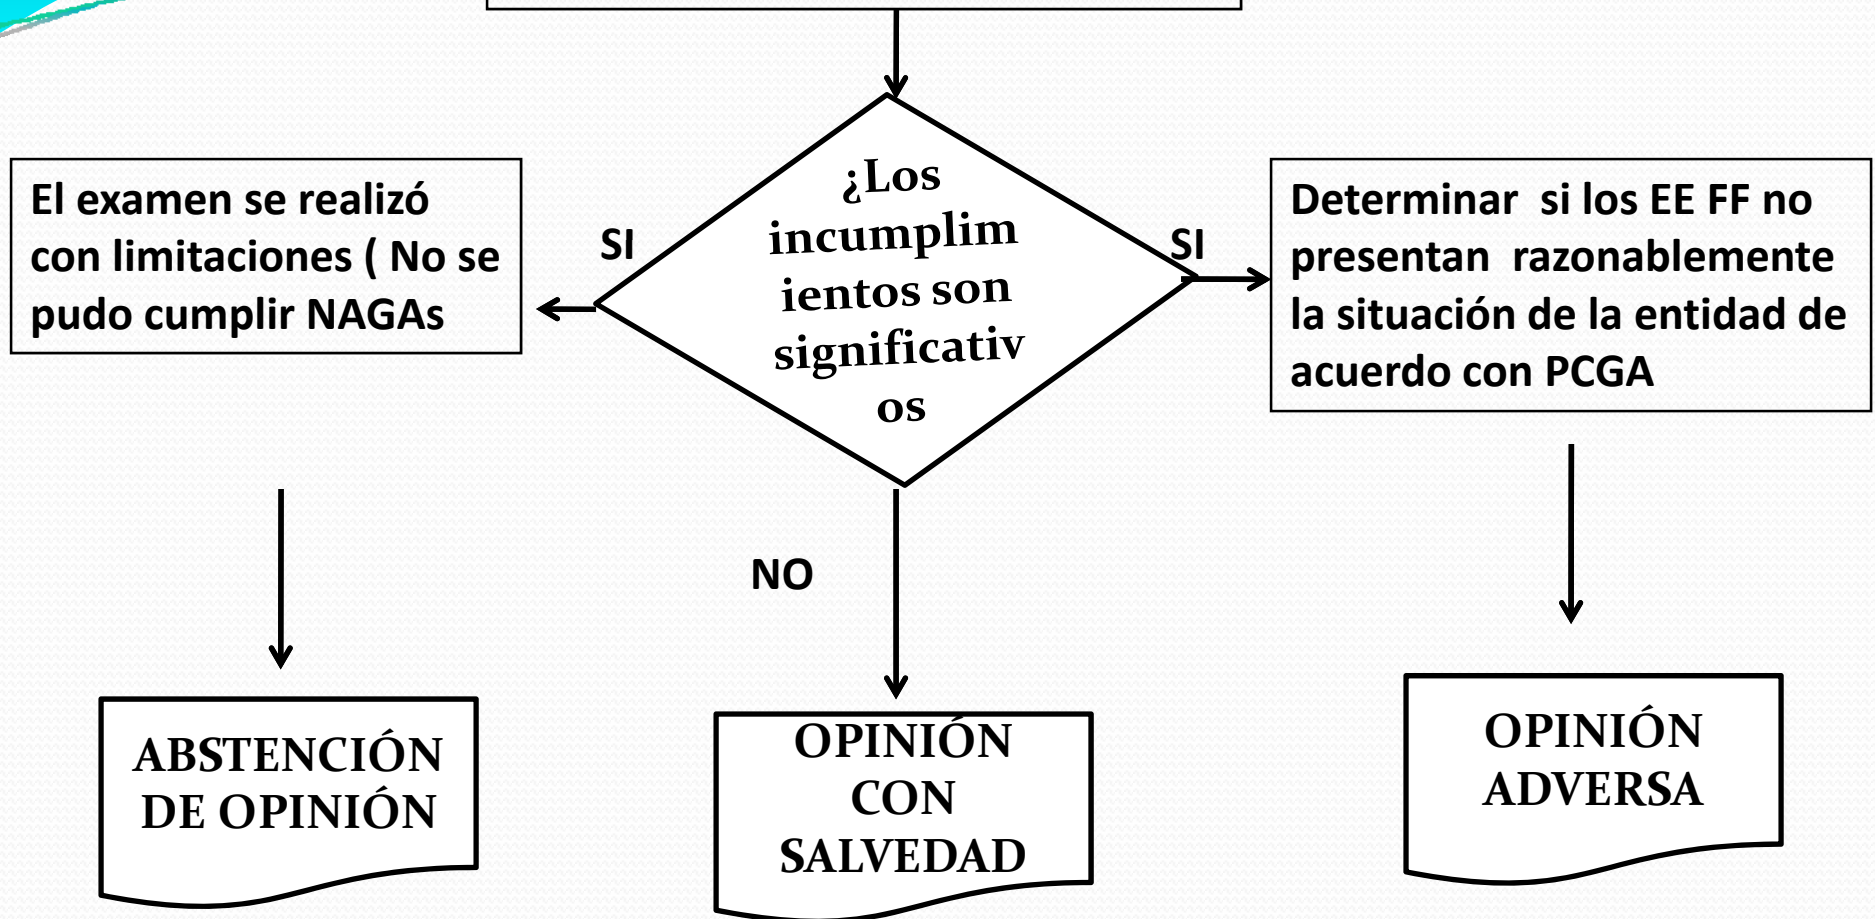 El examen se realizó
con limitaciones ( No se
pudo cumplir NAGAs
SI
¿Los
incumplim
ientos son
significativ
os
SI
Determinar si los EE FF no
presentan razonablemente
la situación de la entidad de
acuerdo con PCGA
NO
ABSTENCIÓN
DE OPINIÓN
OPINIÓN
CON
SALVEDAD
OPINIÓN
ADVERSA